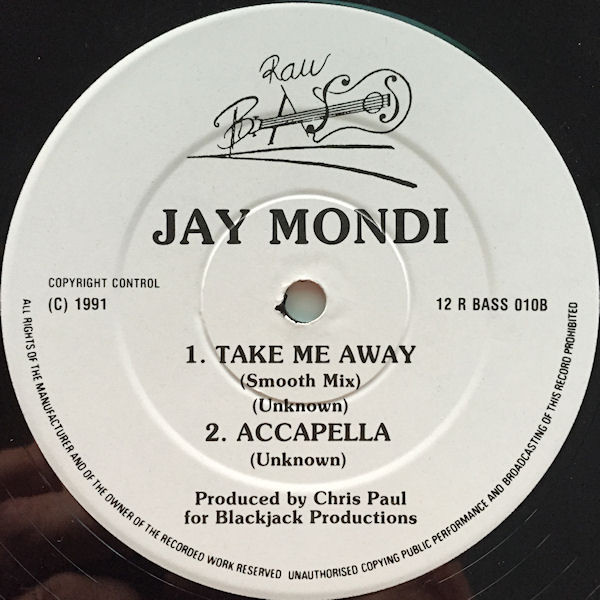 Raw
BASS
JAY MONDI
COPYRIGHT CONTROL
(C) 1991
12 R BASS 010B
1. TAKE ME AWAY
(Smooth Mix)
(Unknown)
2. ACCAPELLA
(Unknown)
Produced by Chris Paul
for Blackjack Productions
ALL RIGHTS OF THE MANUFACTURER AND OF THE OWNER OF THE RECORDED WORK RESERVED UNAUTHORISED COPYING PUBLIC PERFORMANCE AND BROADCASTING OF THIS RECORD PROHIBITED